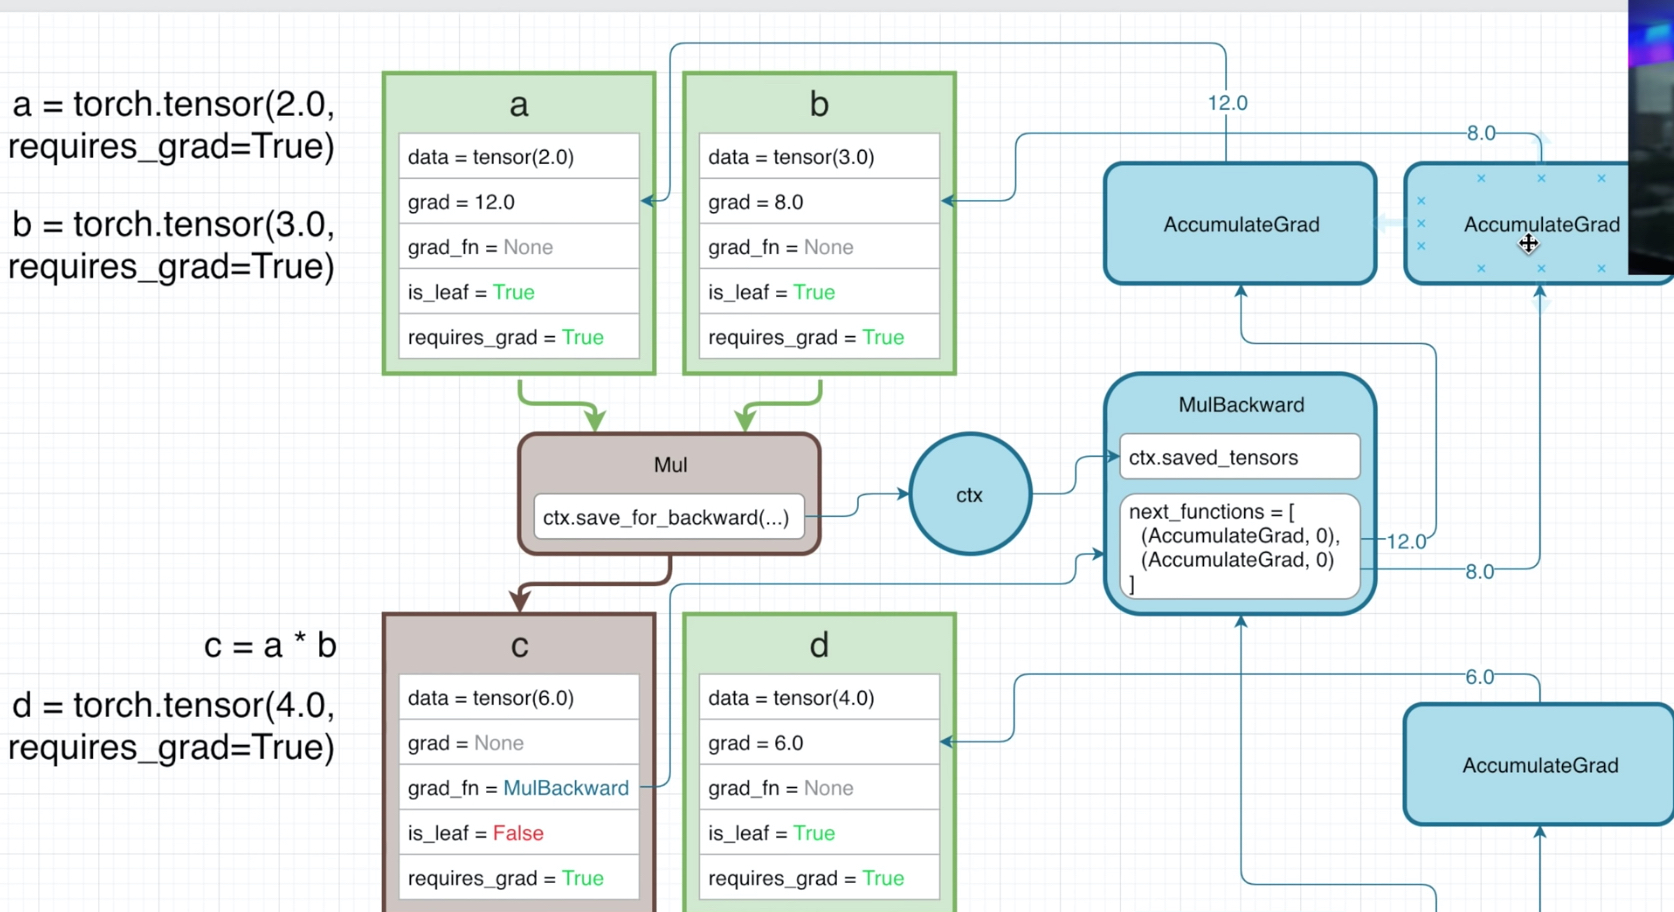 a = torch.tensor(2.0,
requires_grad=True)
b = torch.tensor(3.0,
requires_grad=True)
a
data = tensor(2.0)
grad = 12.0
grad_fn = None
is_leaf = True
requires_grad = True
b
data = tensor(3.0)
grad = 8.0
grad_fn = None
is_leaf = True
requires_grad = True
12.0
8.0
AccumulateGrad
AccumulateGrad
Mul
ctx.save_for_backward(...)
ctx
MulBackward
ctx.saved_tensors
next_functions = [
(AccumulateGrad, 0),
(AccumulateGrad, 0)
]
12.0
8.0
c = a * b
d = torch.tensor(4.0,
requires_grad=True)
c
data = tensor(6.0)
grad = None
grad_fn = MulBackward
is_leaf = False
requires_grad = True
d
data = tensor(4.0)
grad = 6.0
grad_fn = None
is_leaf = True
requires_grad = True
6.0
AccumulateGrad